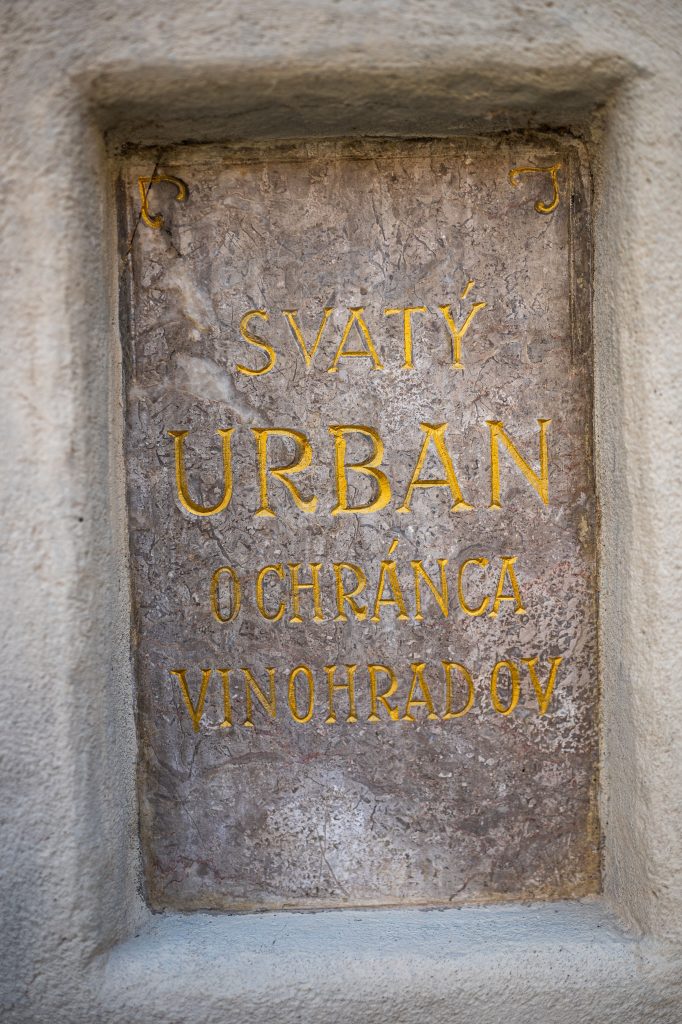 SVATÝ
URBAN
OCHRÁNCA
VINOHRADOV